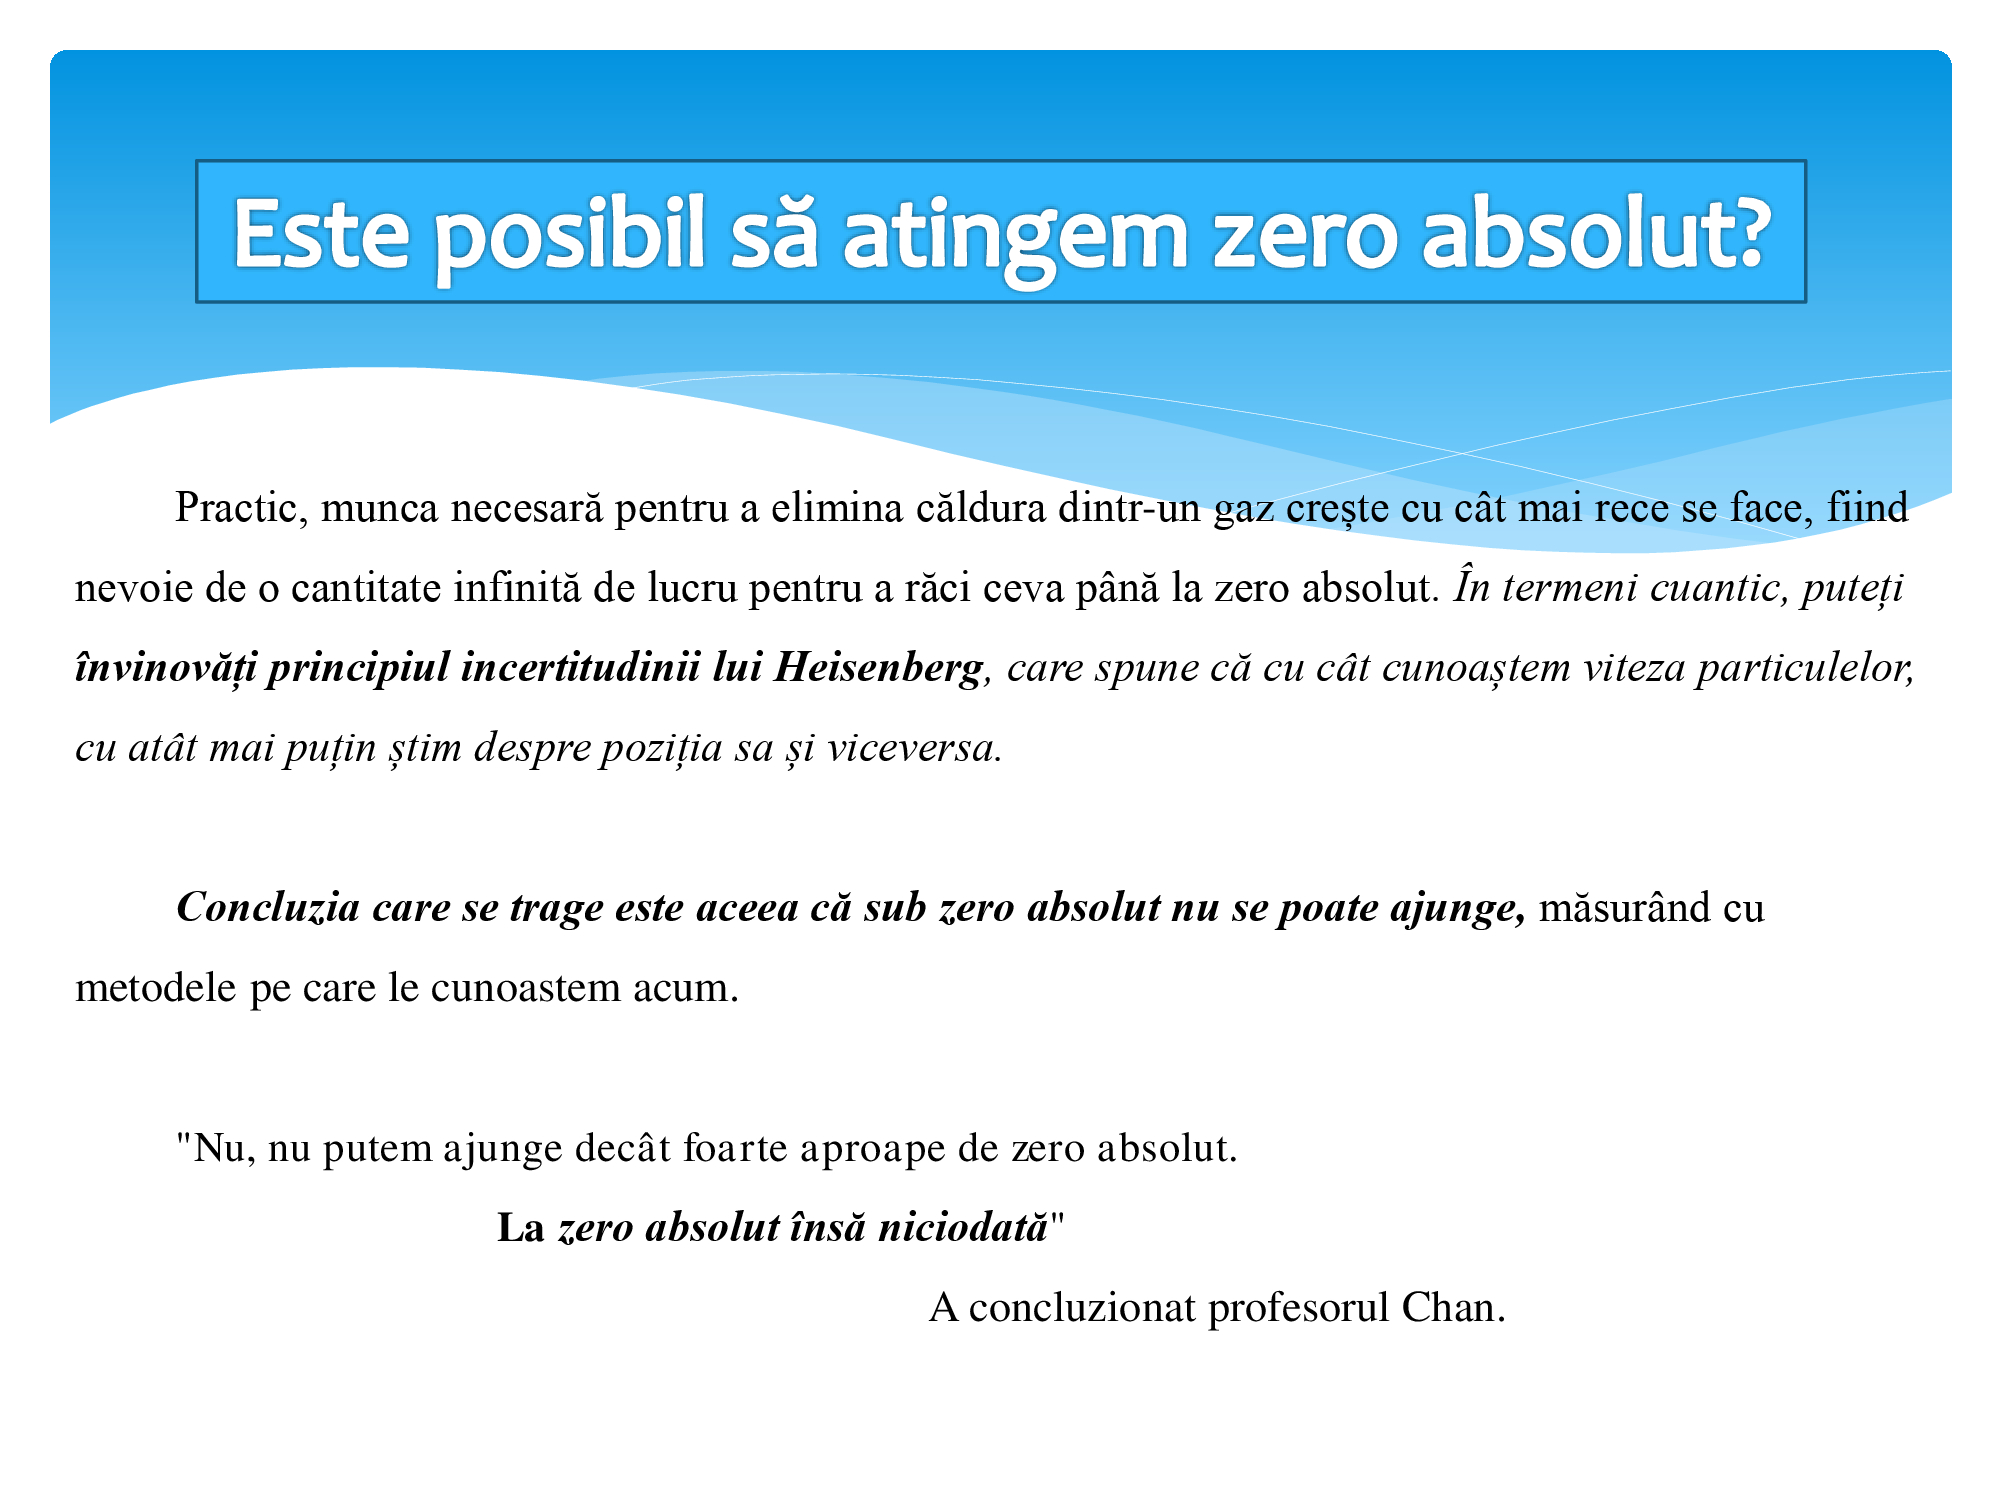 Este posibil să atingem zero absolut?
Practic, munca necesară pentru a elimina căldura dintr-un gaz crește cu cât mai rece se face, fiind
nevoie de o cantitate infinită de lucru pentru a răci ceva până la zero absolut. În termeni cuantic, puteți
învinovăți principiul incertitudinii lui Heisenberg, care spune că cu cât cunoaștem viteza particulelor,
cu atât mai puțin știm despre poziția sa și viceversa.
Concluzia care se trage este aceea că sub zero absolut nu se poate ajunge, măsurând cu
metodele pe care le cunoastem acum.
"Nu, nu putem ajunge decât foarte aproape de zero absolut.
La zero absolut însă niciodată"
A concluzionat profesorul Chan.